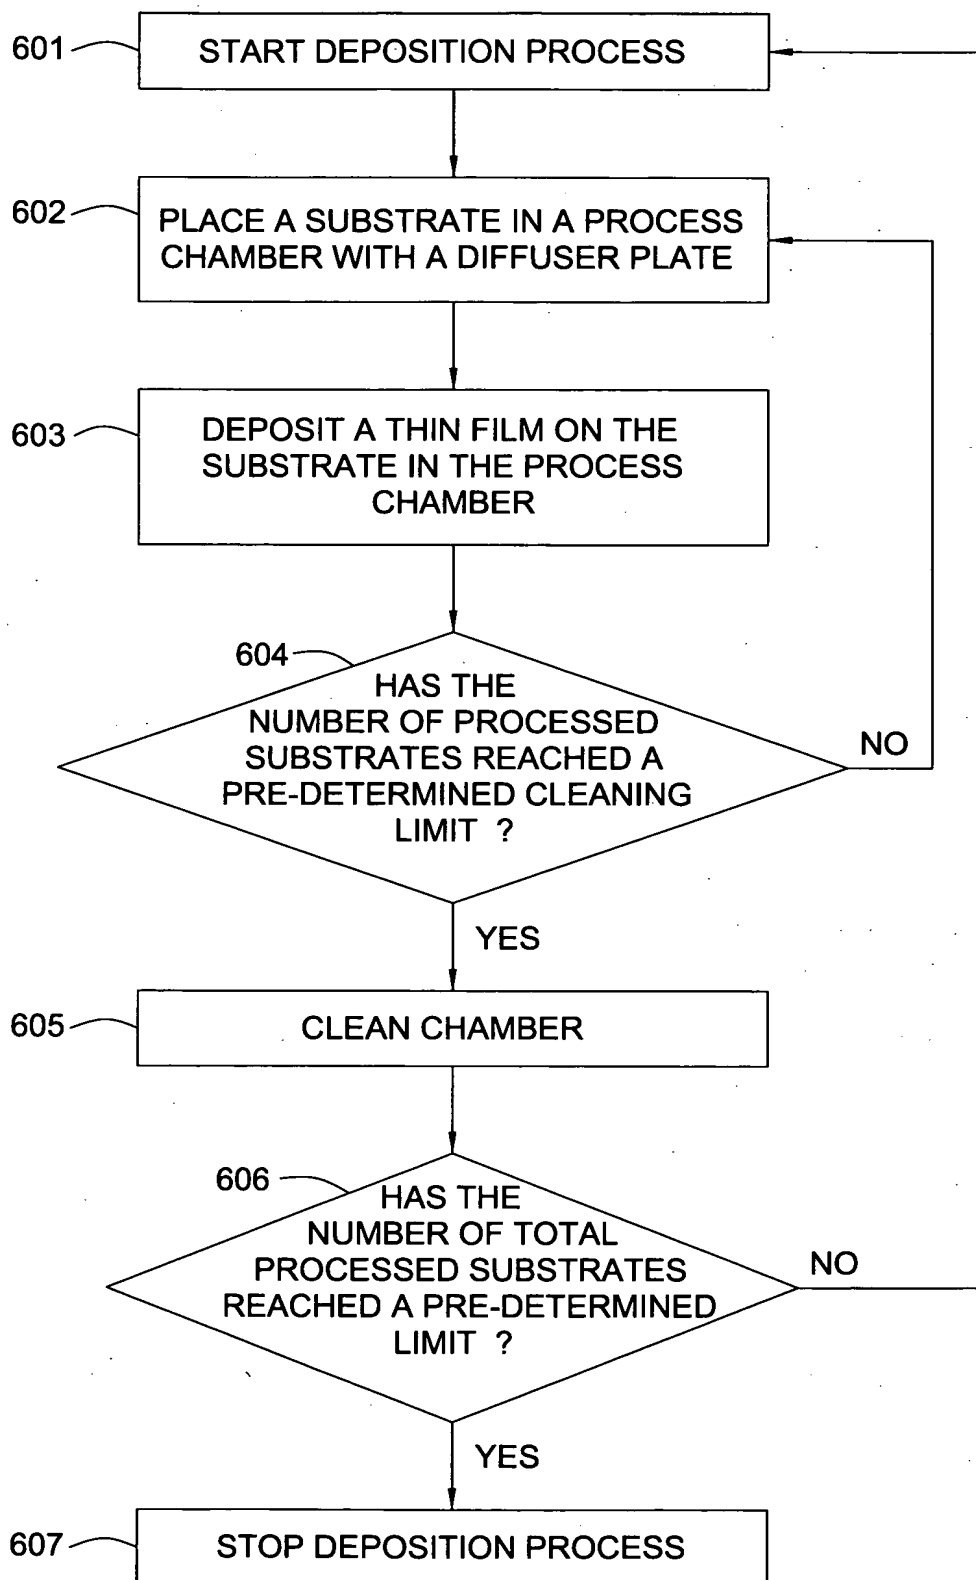 601
START DEPOSITION PROCESS
602
PLACE A SUBSTRATE IN A PROCESS
CHAMBER WITH A DIFFUSER PLATE
603
DEPOSIT A THIN FILM ON THE
SUBSTRATE IN THE PROCESS
CHAMBER
604
HAS THE
NUMBER OF PROCESSED
SUBSTRATES REACHED A
PRE-DETERMINED CLEANING
LIMIT ?
NO
YES
605
CLEAN CHAMBER
606
HAS THE
NUMBER OF TOTAL
PROCESSED SUBSTRATES
REACHED A PRE-DETERMINED
LIMIT ?
NO
YES
607
STOP DEPOSITION PROCESS